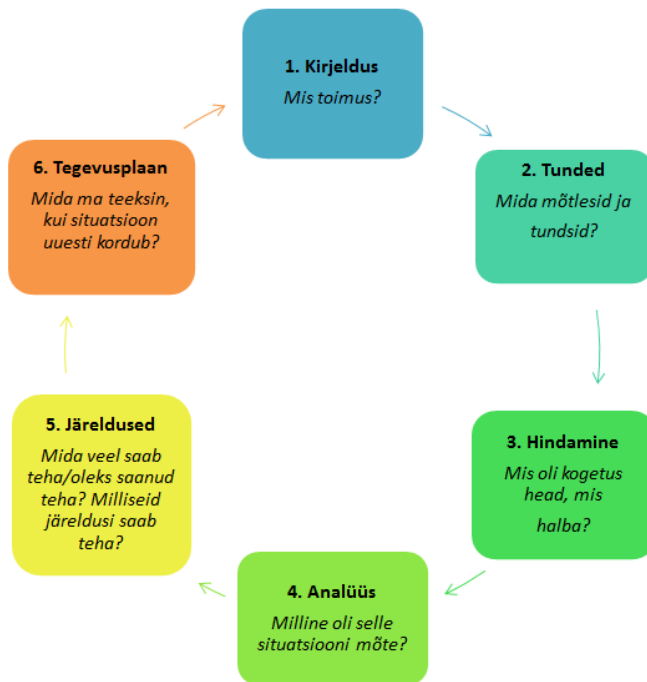 1. Kirjeldus
Mis toimus?
2. Tunded
Mida mõtlesid ja
tundsid?
3. Hindamine
Mis oli kogetus
head, mis
halba?
4. Analüüs
Milline oli selle
situatsiooni mõte?
5. Järeldused
Mida veel saab
teha/oleks saanud
teha? Milliseid
järeldusi saab
teha?
6. Tegevusplaan
Mida ma teeksin,
kui situatsioon
uuesti kordub?